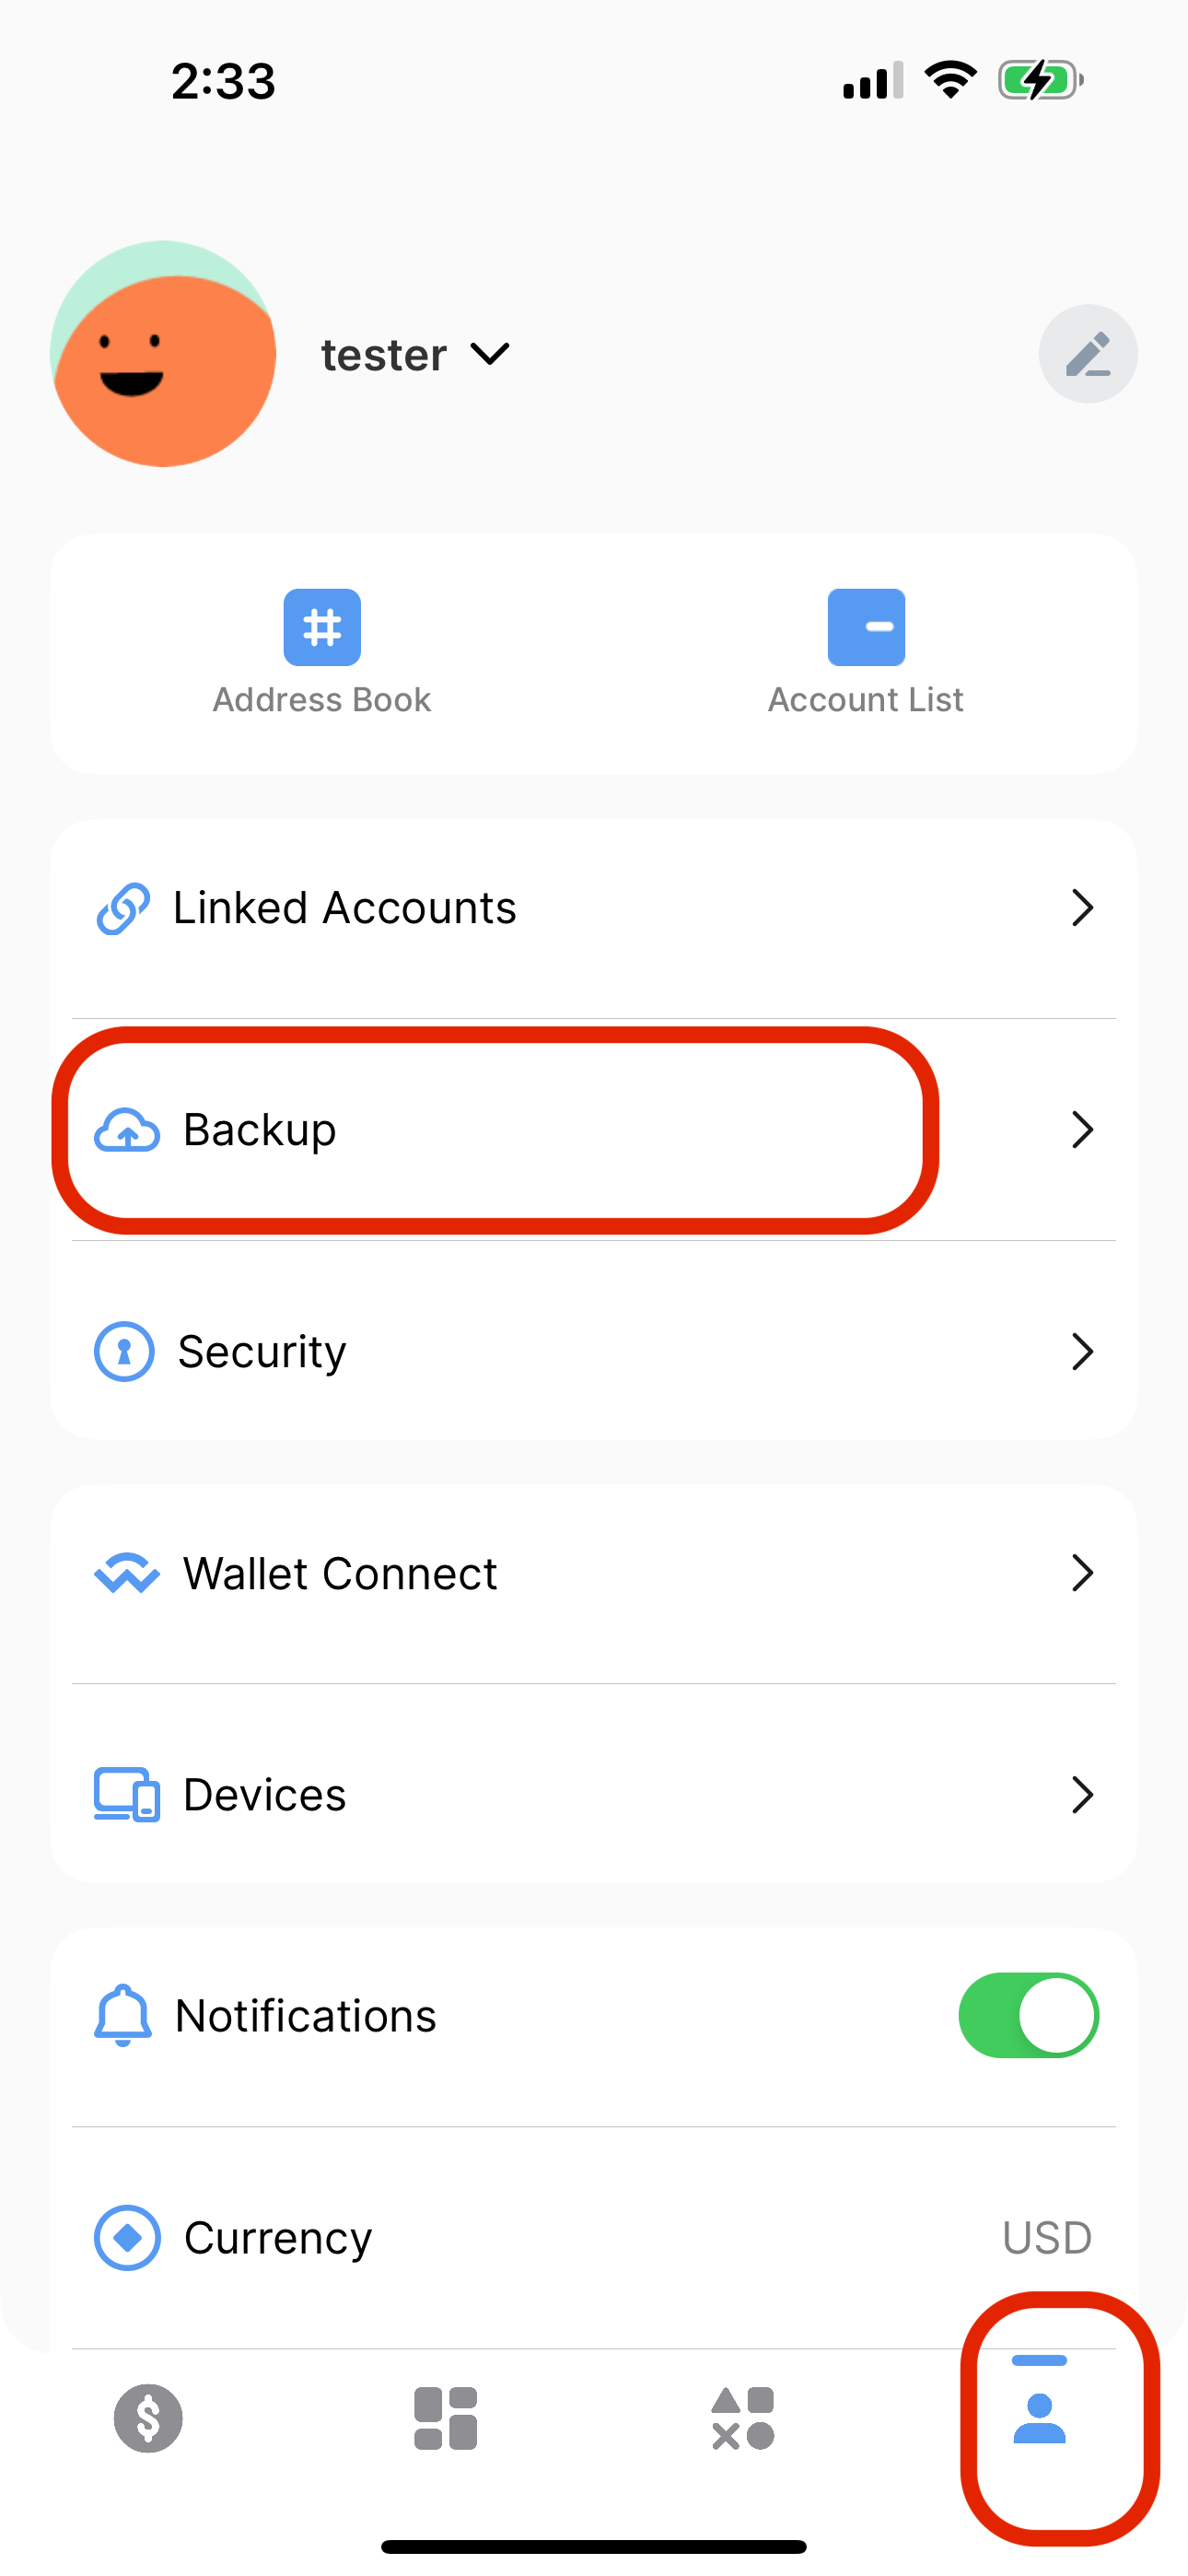 2:33
tester
Address Book
Account List
Linked Accounts
Backup
Security
Wallet Connect
Devices
Notifications
Currency
USD